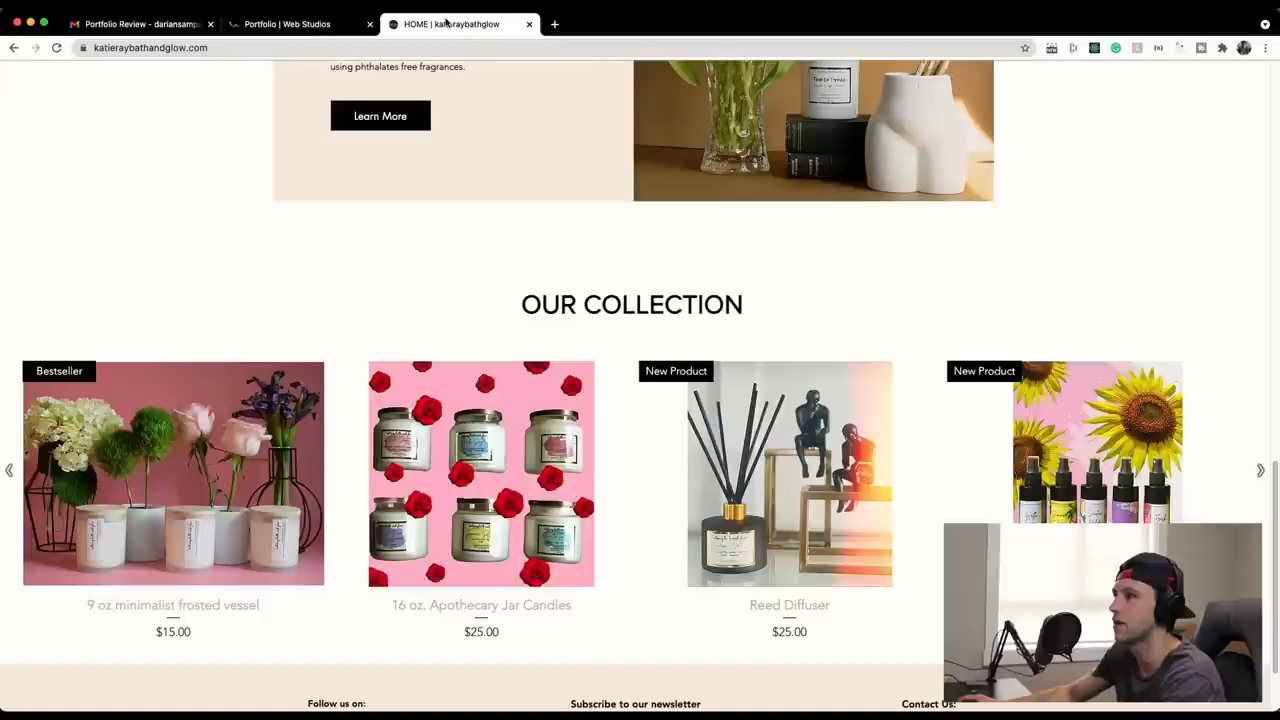 Portfolio Review - dariansamp
Portfolio | Web Studios
HOME | katieraybathglow
katieraybathandglow.com
using phthalates free fragrances.
Learn More
OUR COLLECTION
Bestseller
New Product
New Product
9 oz.minimalist frosted vessel
16 oz. Apothecary Jar Candles
Reed Diffuser
$15.00
$25.00
$25.00
Follow us on:
Subscribe to our newsletter
Contact Us: